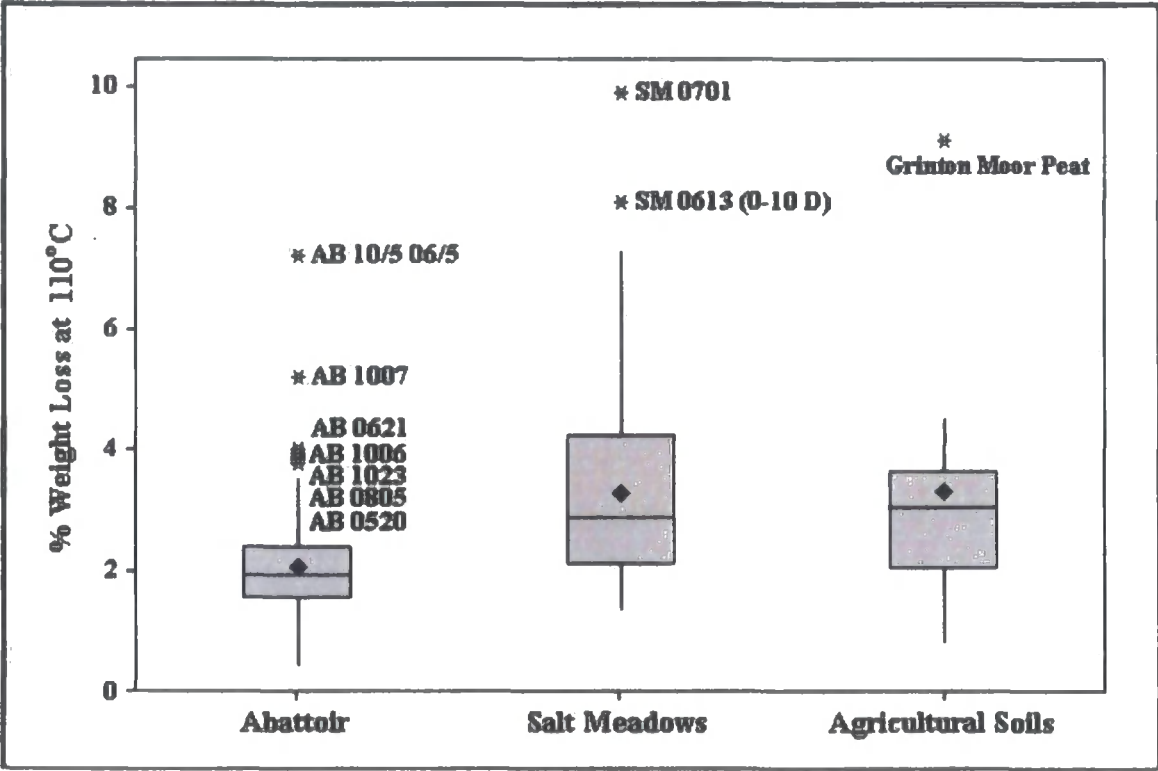 % Weight Loss at 110°C
10
8
6
4
2
0
AB 10/5 06/5
AB 1007
AB 0621
AB 1006
AB 1023
AB 0805
AB 0520
SM 0701
SM 0613 (0-10 D)
Grinton Moor Peat
Abattoir
Salt Meadows
Agricultural Soils